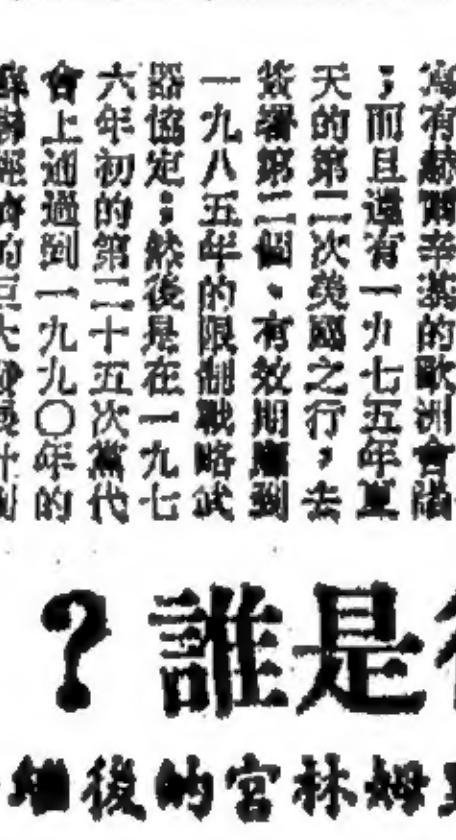 有赫爾辛基的歐洲會議
；而且還有一九七五年夏
天的第二次美國之行，去
簽署第二個、有效期應到
一九八五年的限制戰略武
器協定；然後是在一九七
六年初的第二十五次黨代
會上通過到一九九〇年的
經濟的巨大發展計劃
是誰？
姆林宮的後繼